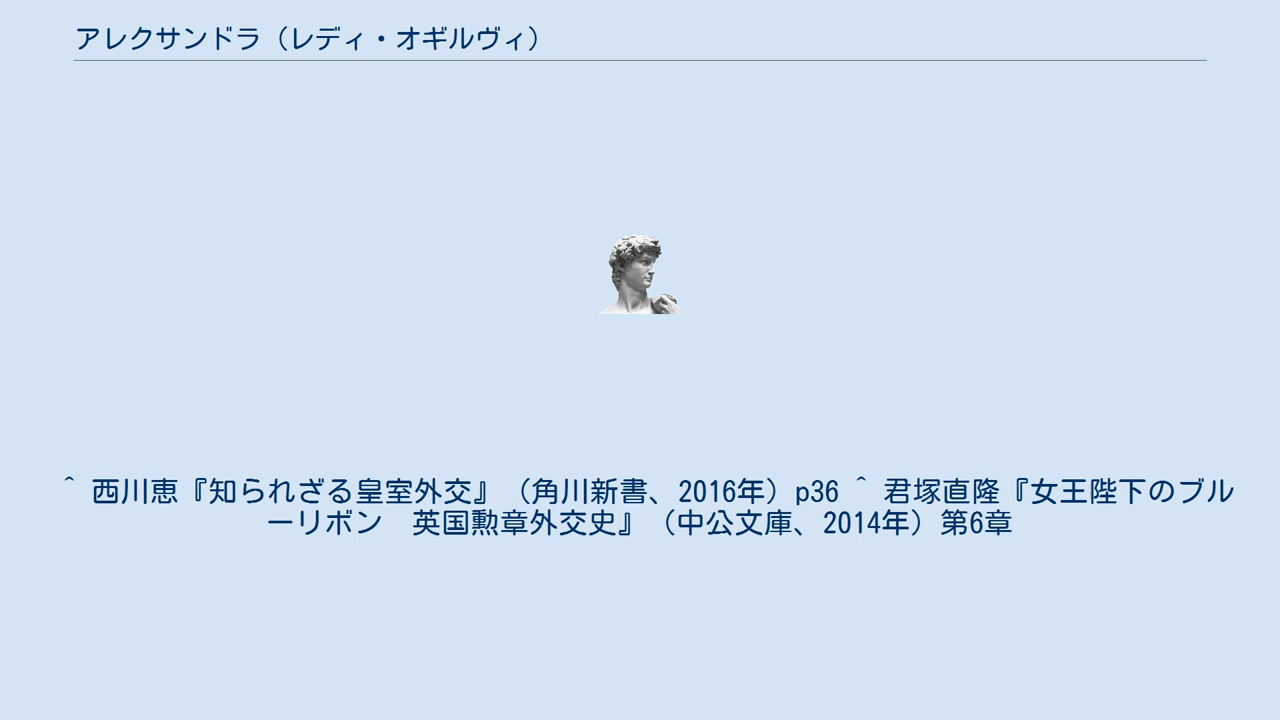 アレクサンドラ（レディ・オギルヴィ）
^ 西川恵『知られざる皇室外交』（角川新書、2016年）p36 ^ 君塚直隆『女王陛下のブル
ーリボン　英国勲章外交史』（中公文庫、2014年）第6章